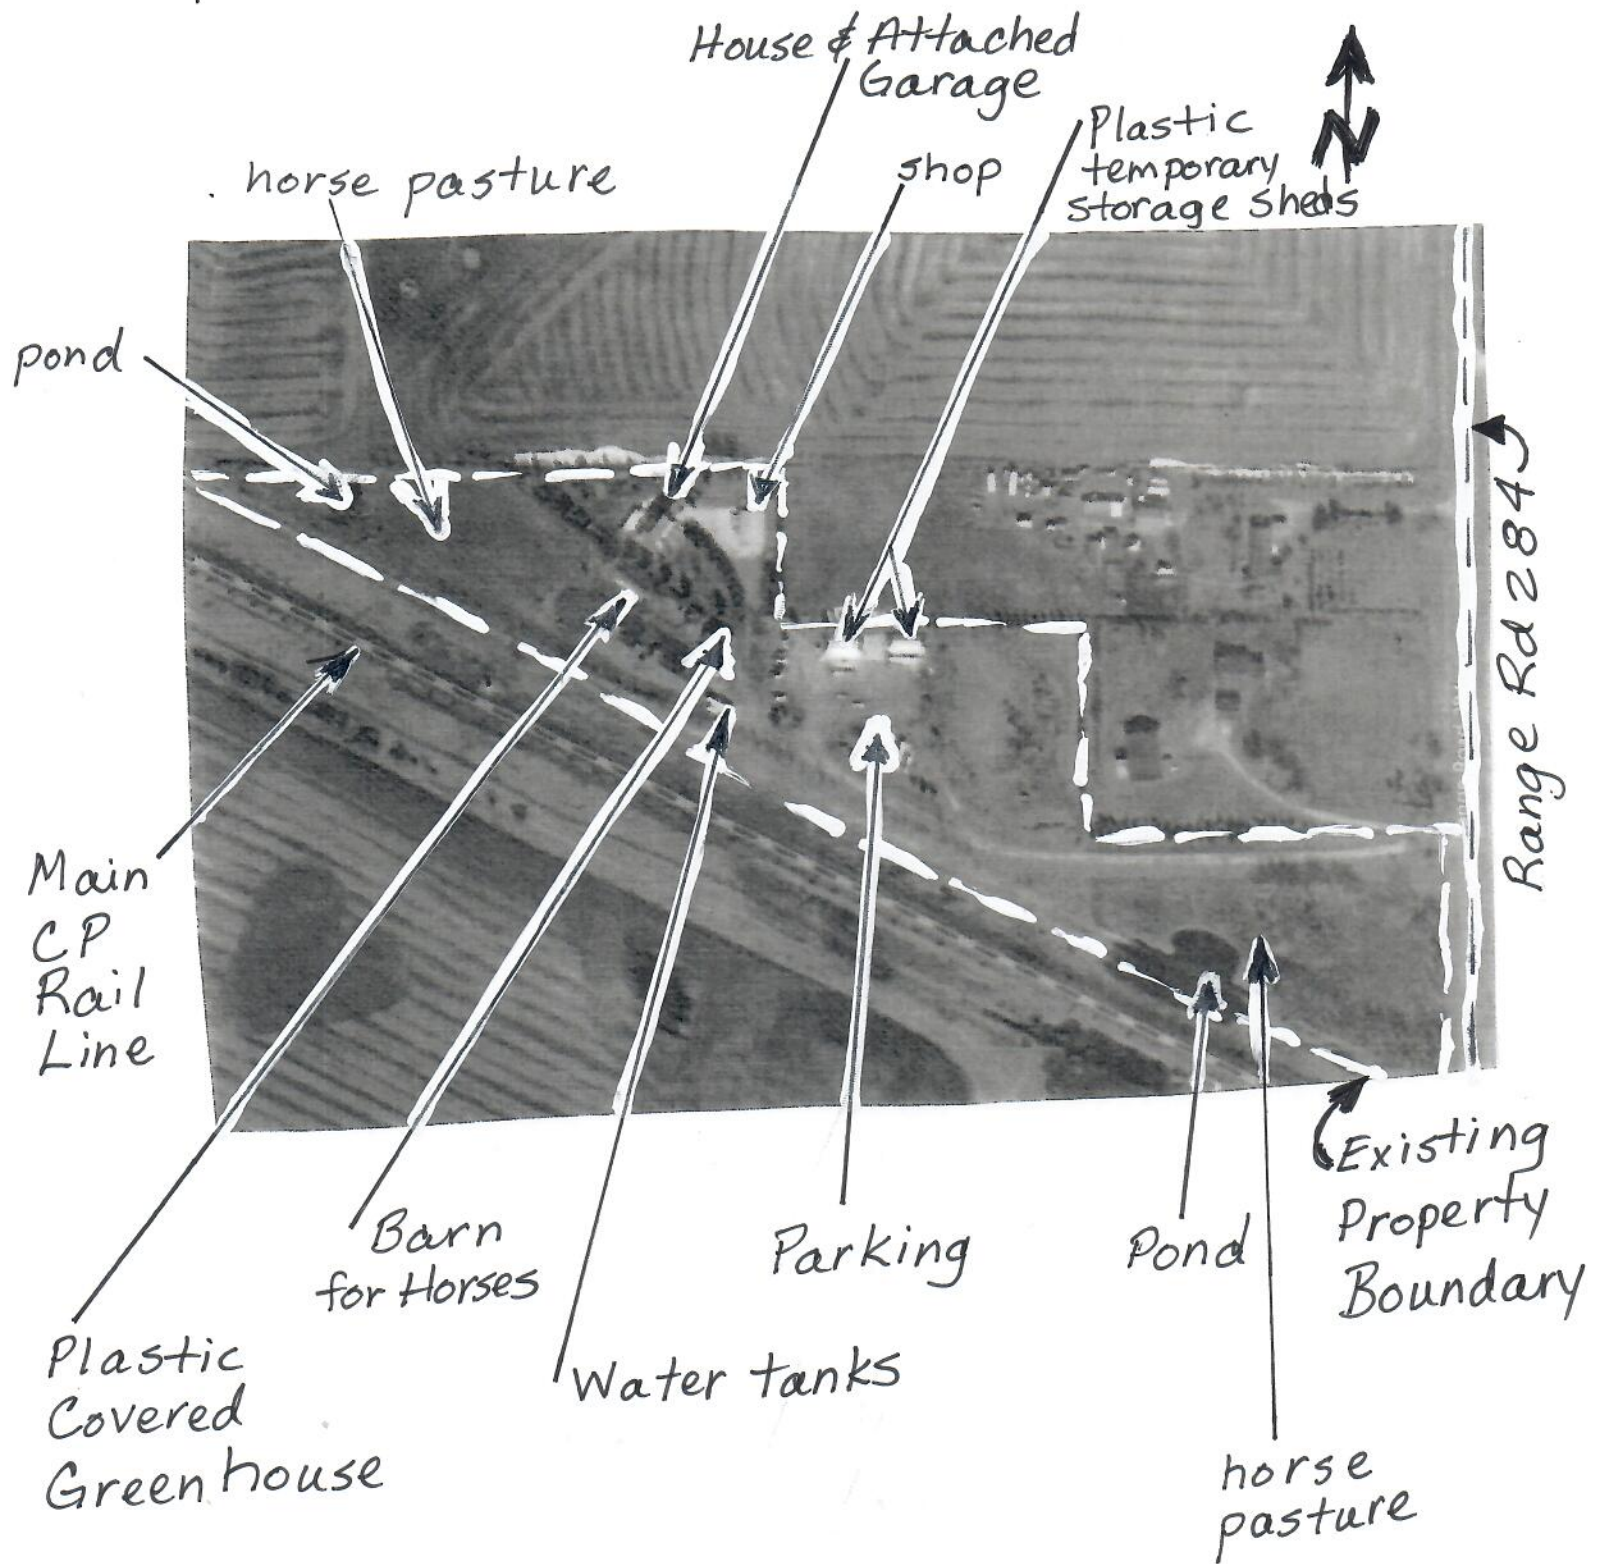 House & Attached
Garage
Plastic
temporary
storage sheds
N
shop
horse pasture
pond
Range Rd 284
Main
CP
Rail
Line
Existing
Property
Boundary
Barn
for Horses
Parking
Pond
Plastic
Covered
Greenhouse
Water tanks
horse
pasture